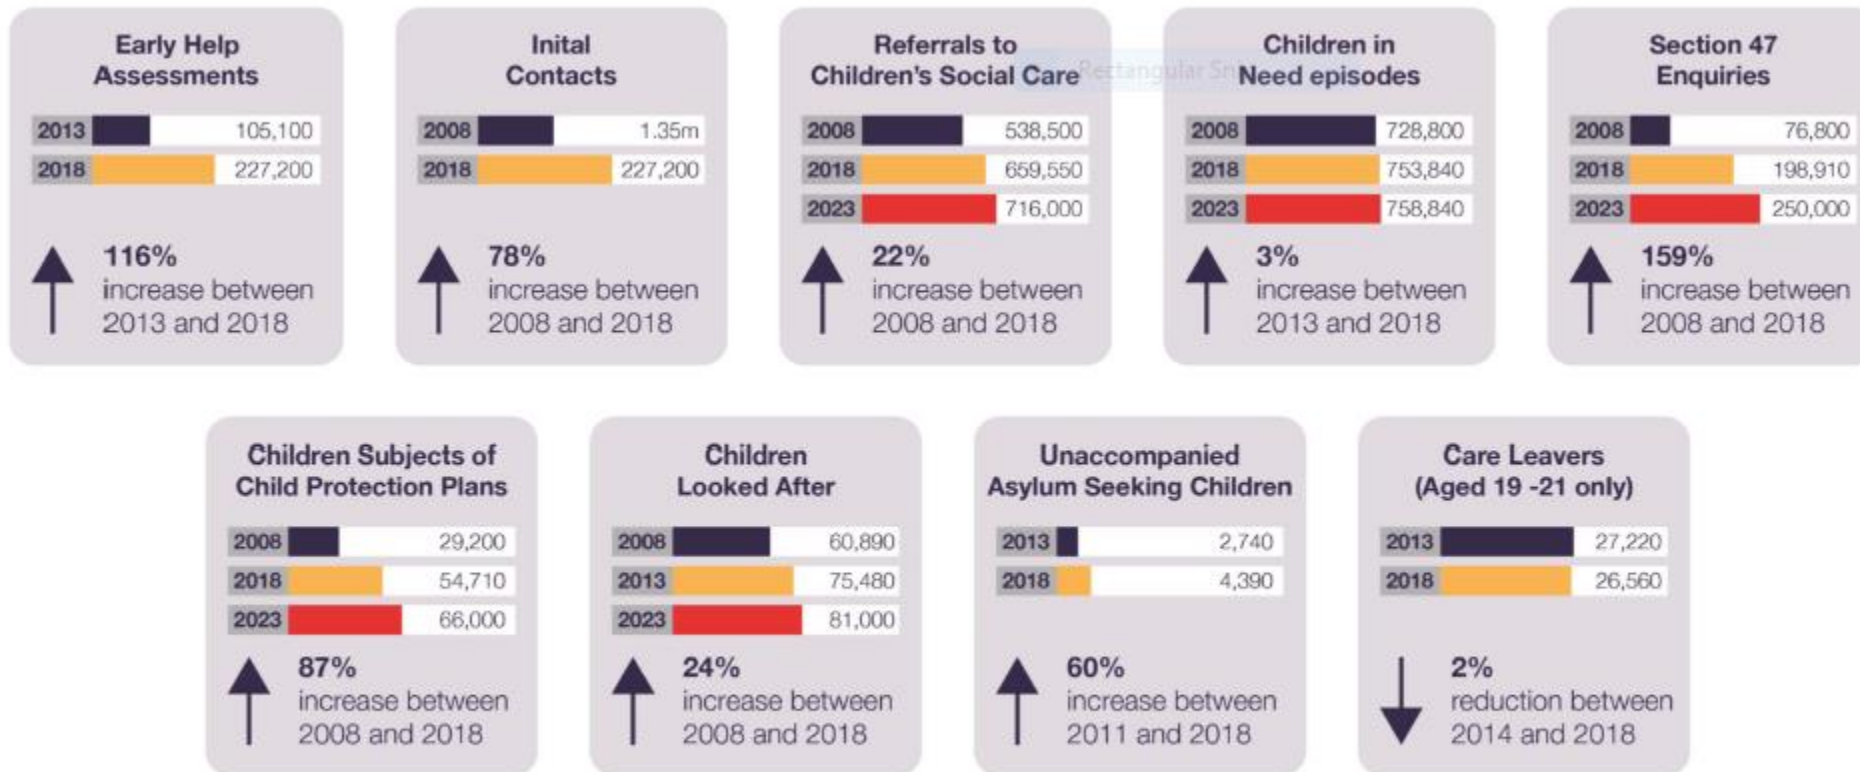 Early Help
Assessments
2013 105,100
2018 227,200
116%
increase between
2013 and 2018
Inital
Contacts
2008 1.35m
2018 227,200
78%
increase between
2008 and 2018
Referrals to
Children's Social Care
2008 538,500
2018 659,550
2023 716,000
22%
increase between
2008 and 2018
Rectangular
Children in
Need episodes
2008 728,800
2018 753,840
2023 758,840
3%
increase between
2013 and 2018
Section 47
Enquiries
2008 76,800
2018 198,910
2023 250,000
159%
increase between
2008 and 2018
Children Subjects of
Child Protection Plans
2008 29,200
2018 54,710
2023 66,000
87%
increase between
2008 and 2018
Children
Looked After
2008 60,890
2013 75,480
2023 81,000
24%
increase between
2008 and 2018
Unaccompanied
Asylum Seeking Children
2013 2,740
2018 4,390
60%
increase between
2011 and 2018
Care Leavers
(Aged 19 -21 only)
2013 27,220
2018 26,560
2%
reduction between
2014 and 2018